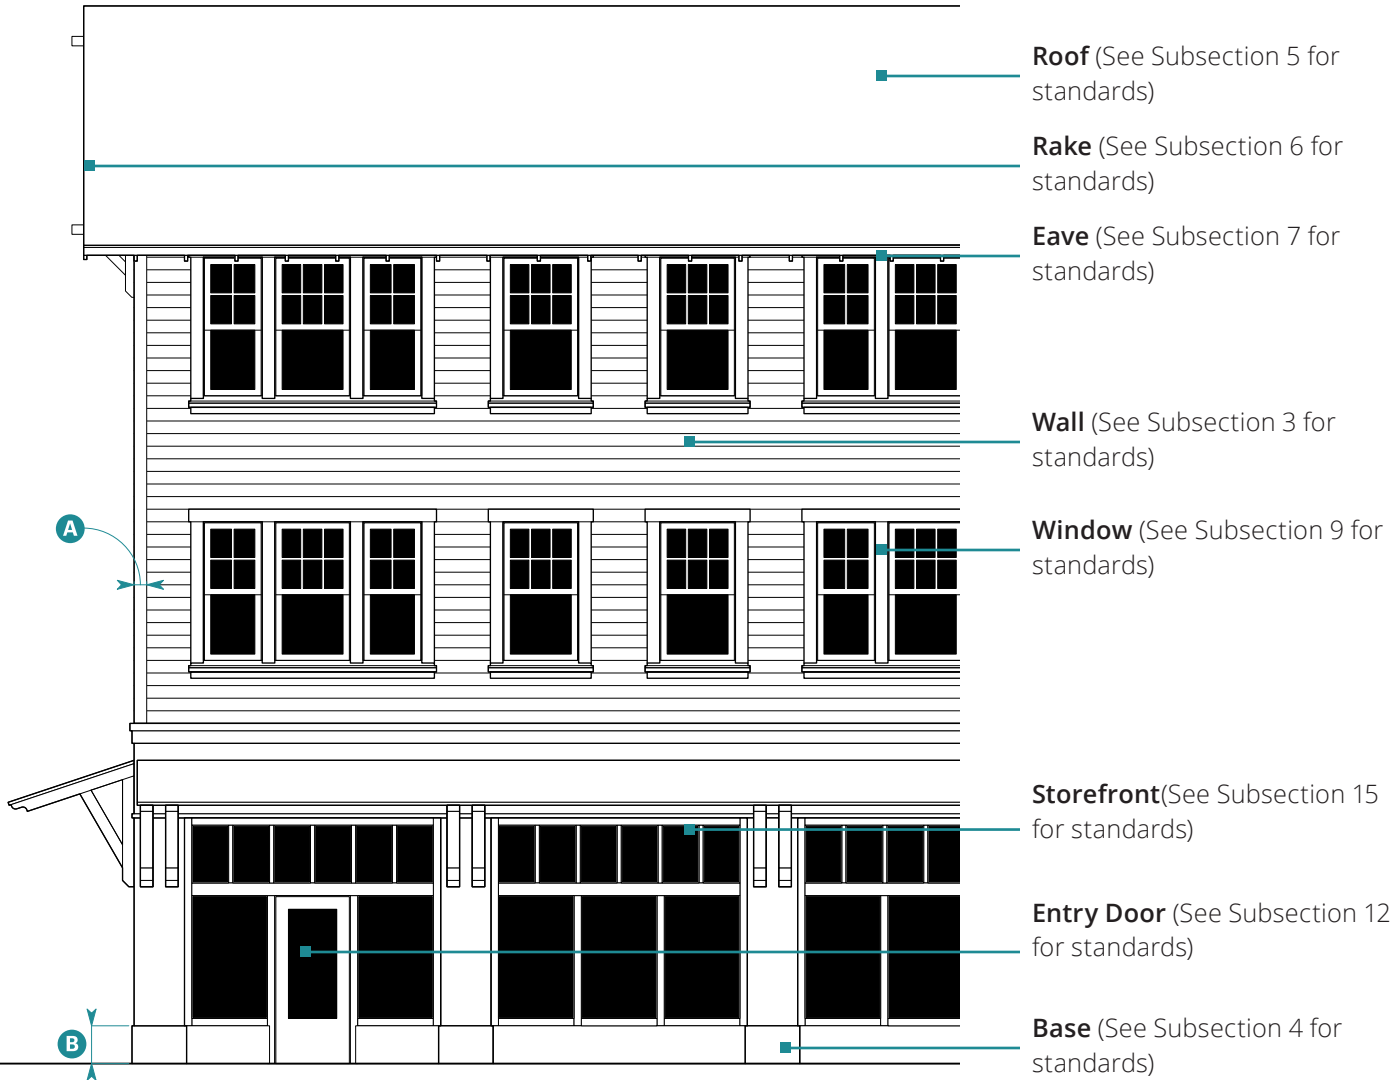 Roof (See Subsection 5 for
standards)
Rake (See Subsection 6 for
standards)
Eave (See Subsection 7 for
standards)
Wall (See Subsection 3 for
standards)
A
Window (See Subsection 9 for
standards)
Storefront(See Subsection 15
for standards)
Entry Door (See Subsection 12
for standards)
B
Base (See Subsection 4 for
standards)